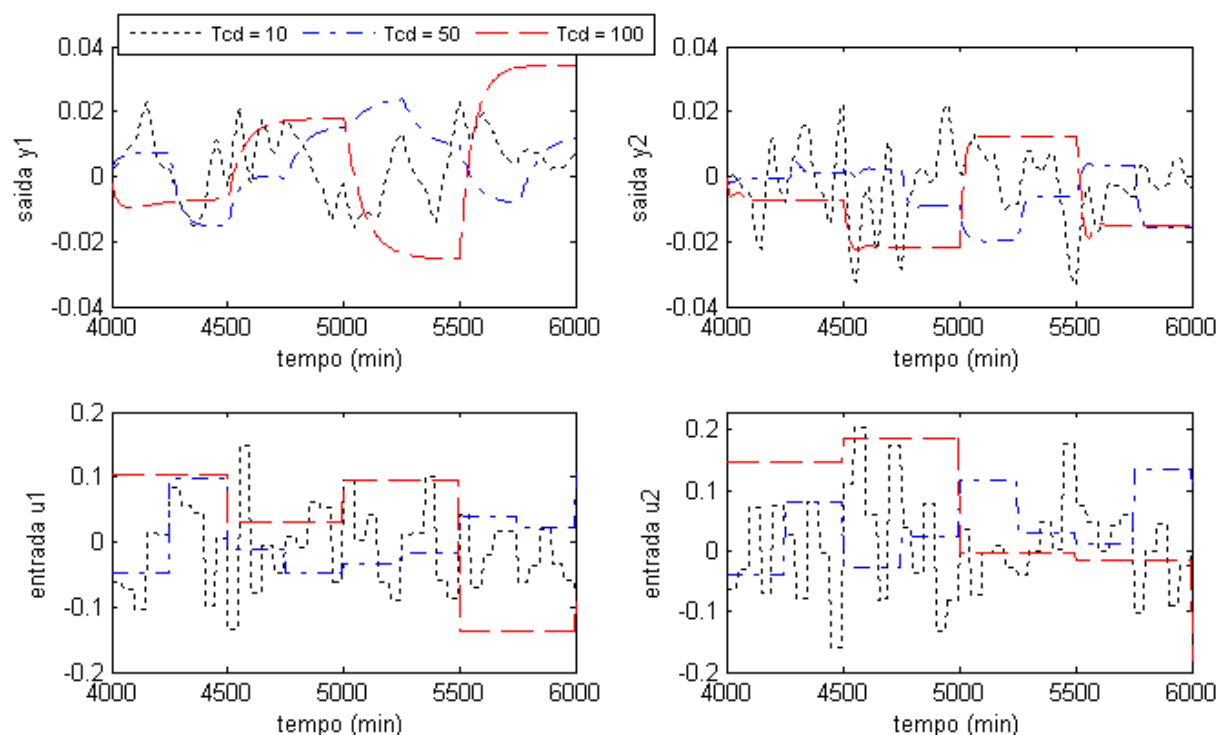 Tcd = 10 Tcd = 50 Tcd = 100
0.04
0.02
0
-0.02
-0.04
saida y1
4000 4500 5000 5500 6000
tempo (min)
0.04
0.02
0
-0.02
-0.04
saida y2
4000 4500 5000 5500 6000
tempo (min)
0.2
0.1
0
-0.1
-0.2
entrada u1
4000 4500 5000 5500 6000
tempo (min)
0.2
0.1
0
-0.1
-0.2
entrada u2
4000 4500 5000 5500 6000
tempo (min)